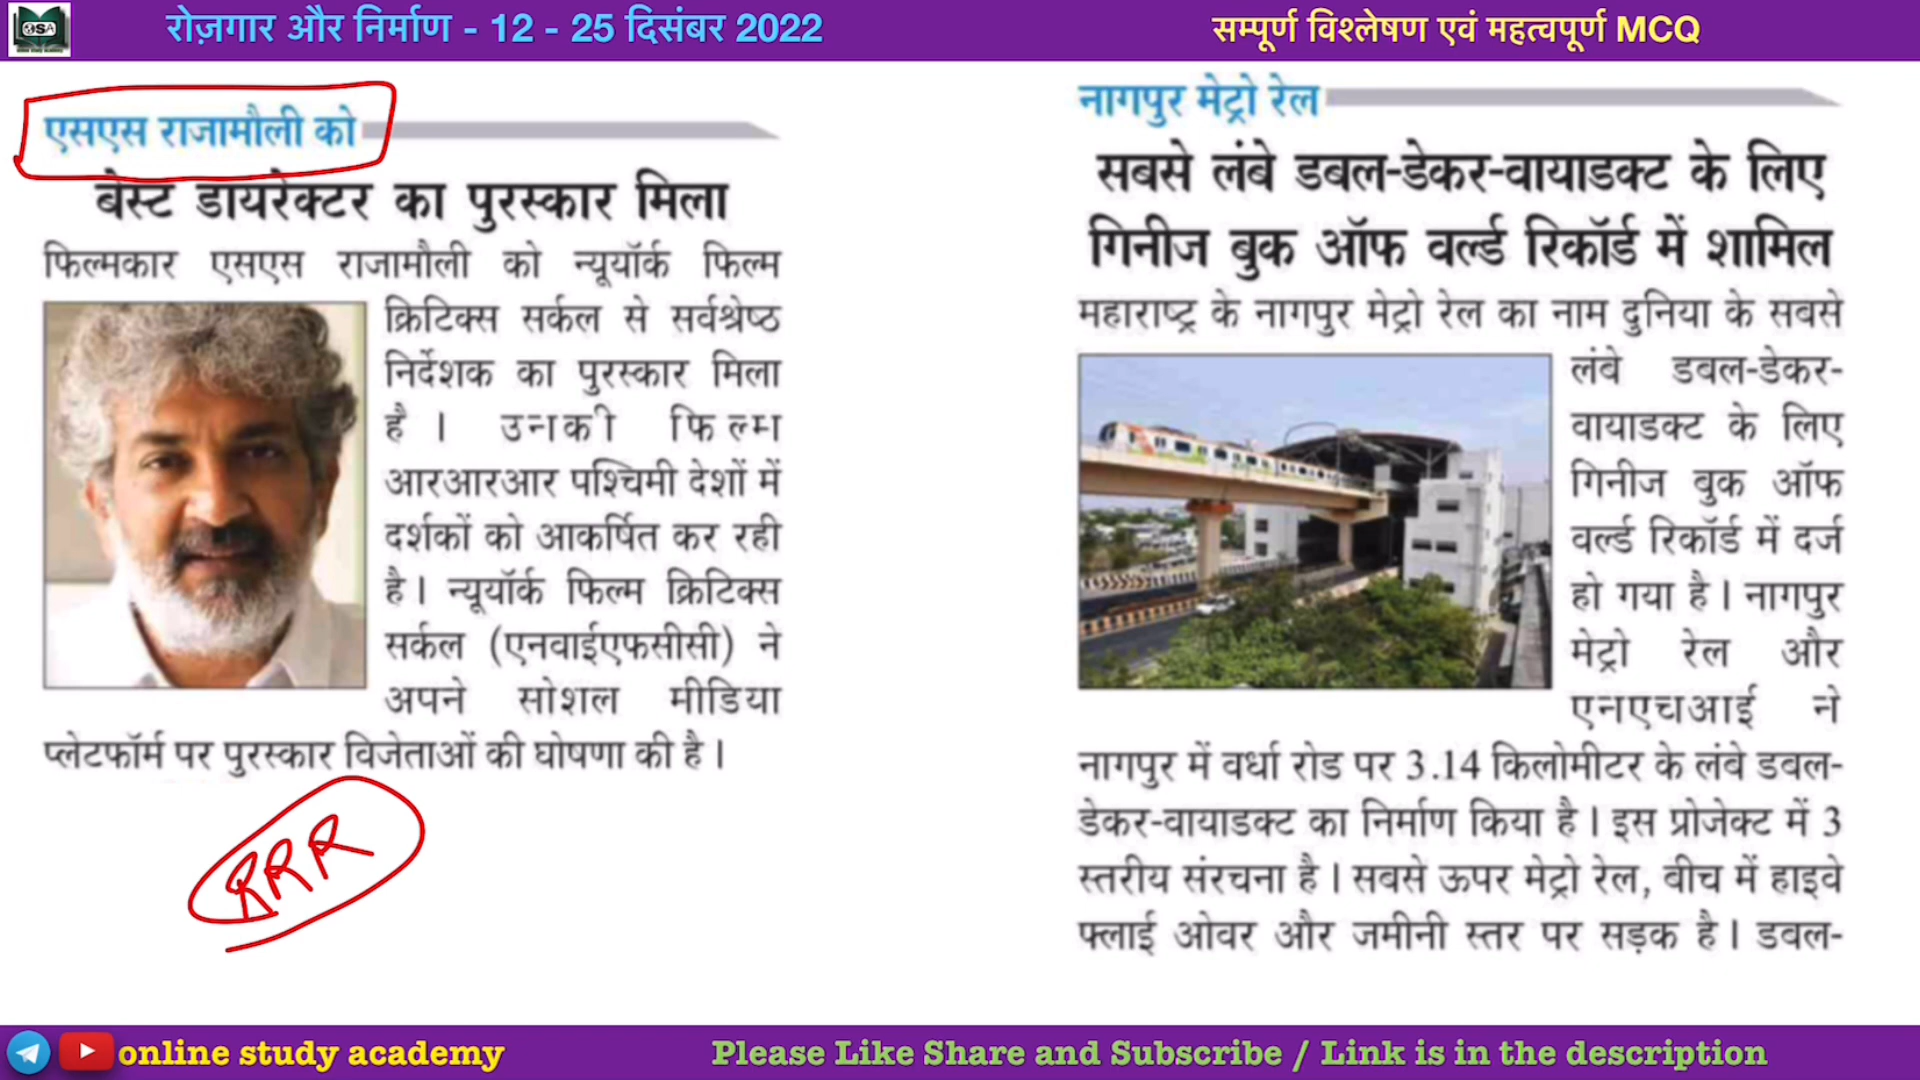 OSA
रोज़गार और निर्माण - 12 - 25 दिसंबर 2022
सम्पूर्ण विश्लेषण एवं महत्वपूर्ण MCQ
एसएस राजामौली को
बेस्ट डायरेक्टर का पुरस्कार मिला
फिल्मकार एसएस राजामौली को न्यूयॉर्क फिल्म
क्रिटिक्स सर्कल से सर्वश्रेष्ठ
निर्देशक का पुरस्कार मिला
है। उनकी फिल्म
आरआरआर पश्चिमी देशों में
दर्शकों को आकर्षित कर रही
है। न्यूयॉर्क फिल्म क्रिटिक्स
सर्कल (एनवाईएफसीसी) ने
अपने सोशल मीडिया
प्लेटफॉर्म पर पुरस्कार विजेताओं की घोषणा की है।
RRR
नागपुर मेट्रो रेल
सबसे लंबे डबल-डेकर-वायाडक्ट के लिए
गिनीज बुक ऑफ वर्ल्ड रिकॉर्ड में शामिल
महाराष्ट्र के नागपुर मेट्रो रेल का नाम दुनिया के सबसे
लंबे डबल-डेकर-
वायाडक्ट के लिए
गिनीज बुक ऑफ
वर्ल्ड रिकॉर्ड में दर्ज
हो गया है। नागपुर
मेट्रो रेल और
एनएचआई ने
नागपुर में वर्धा रोड पर 3.14 किलोमीटर के लंबे डबल-
डेकर-वायाडक्ट का निर्माण किया है। इस प्रोजेक्ट में 3
स्तरीय संरचना है। सबसे ऊपर मेट्रो रेल, बीच में हाइवे
फ्लाई ओवर और जमीनी स्तर पर सड़क है। डबल-
online study academy
Please Like Share and Subscribe / Link is in the description